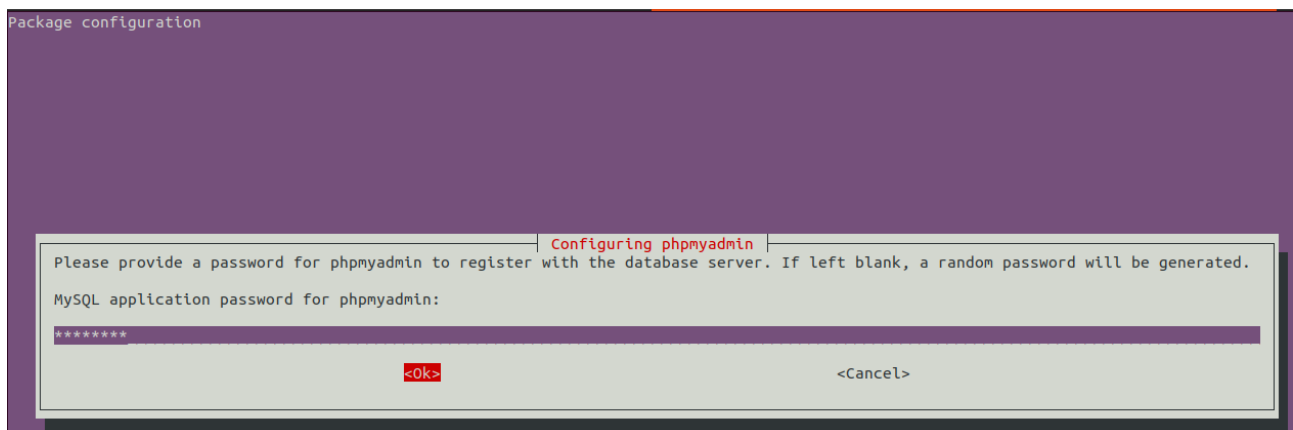 Package configuration
Configuring phpmyadmin
Please provide a password for phpmyadmin to register with the database server. If left blank, a random password will be generated.
MySQL application password for phpmyadmin:
********
<Ok> <Cancel>